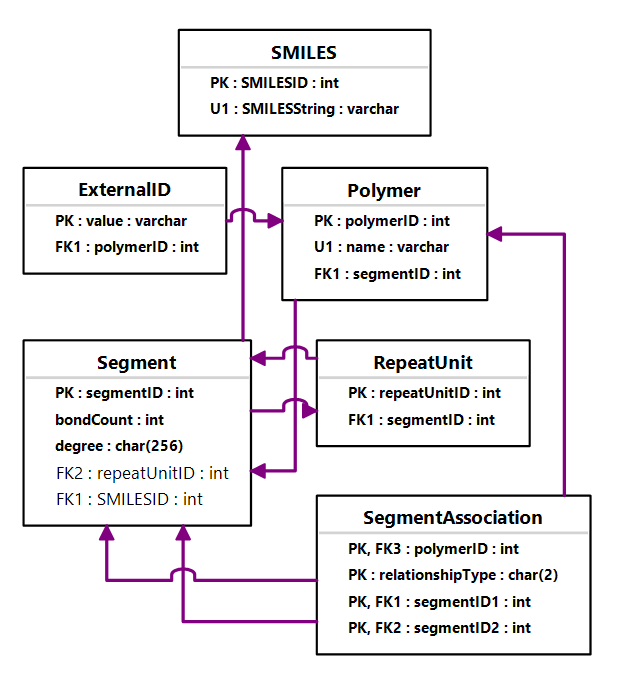 SMILES
PK : SMILESID : int
U1 : SMILESString : varchar
ExternalID
PK : value : varchar
FK1 : polymerID : int
Polymer
PK : polymerID : int
U1 : name : varchar
FK1 : segmentID : int
Segment
PK : segmentID : int
bondCount : int
degree : char(256)
FK2 : repeatUnitID : int
FK1 : SMILESID : int
RepeatUnit
PK : repeatUnitID : int
FK1 : segmentID : int
SegmentAssociation
PK, FK3 : polymerID : int
PK : relationshipType : char(2)
PK, FK1 : segmentID1 : int
PK, FK2 : segmentID2 : int